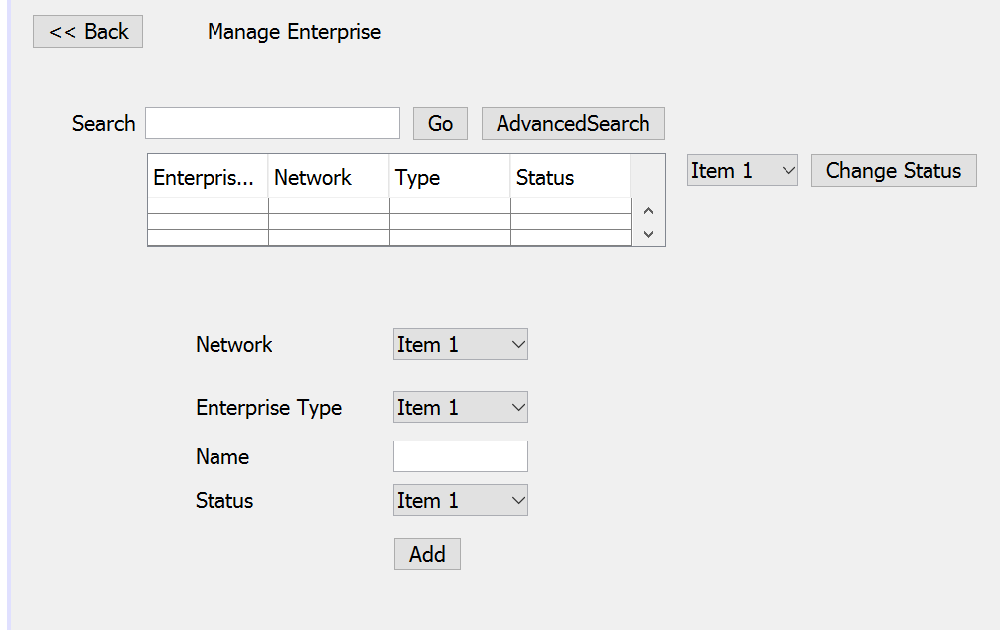 << Back Manage Enterprise
Search Go AdvancedSearch
Enterpris... Network Type Status Item 1 Change Status
Network Item 1
Enterprise Type Item 1
Name
Status Item 1
Add